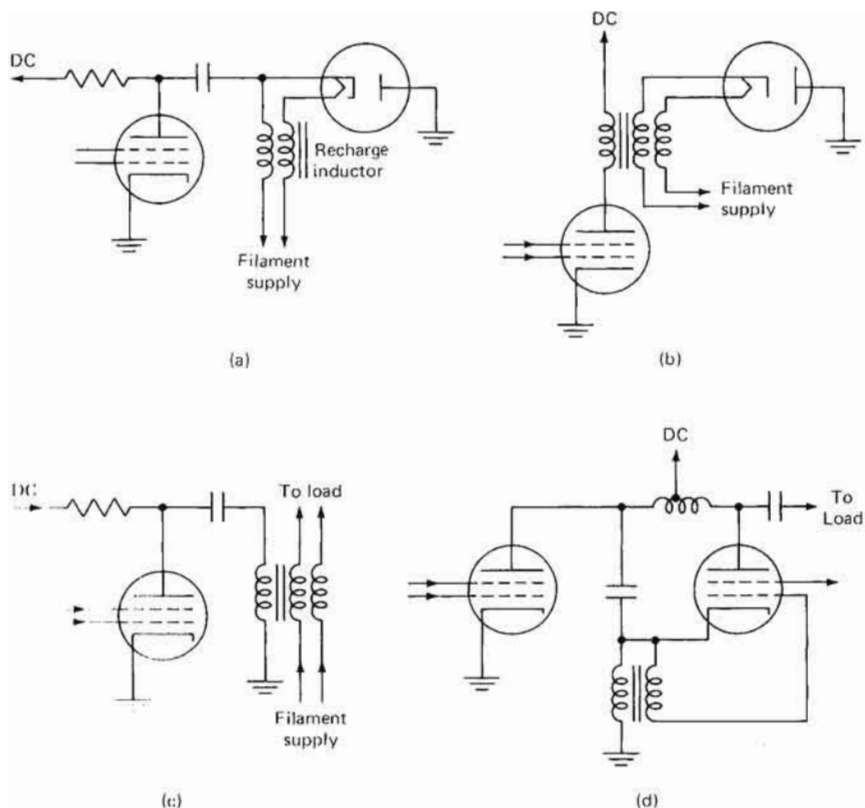 DC
Recharge
inductor
Filament
supply
(a)
DC
Filament
supply
(b)
DC
To load
Filament
supply
(c)
DC
To
Load
(d)